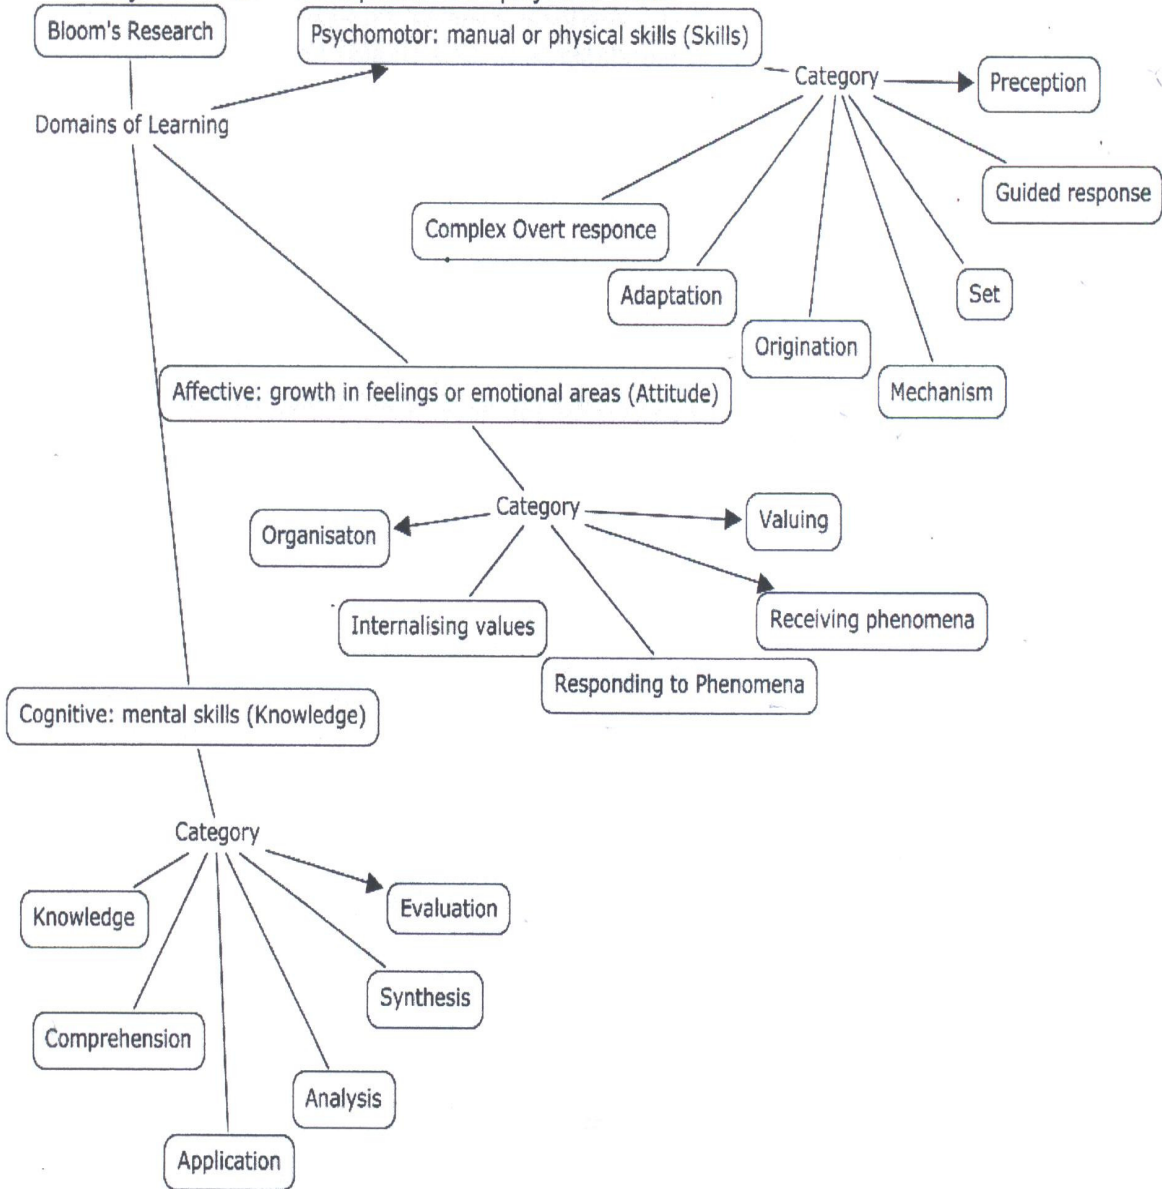 Bloom's Research
Psychomotor: manual or physical skills (Skills)
Category
Preception
Domains of Learning
Guided response
Complex Overt responce
Adaptation
Set
Origination
Mechanism
Affective: growth in feelings or emotional areas (Attitude)
Category
Valuing
Organisaton
Internalising values
Receiving phenomena
Responding to Phenomena
Cognitive: mental skills (Knowledge)
Category
Knowledge
Evaluation
Synthesis
Comprehension
Analysis
Application